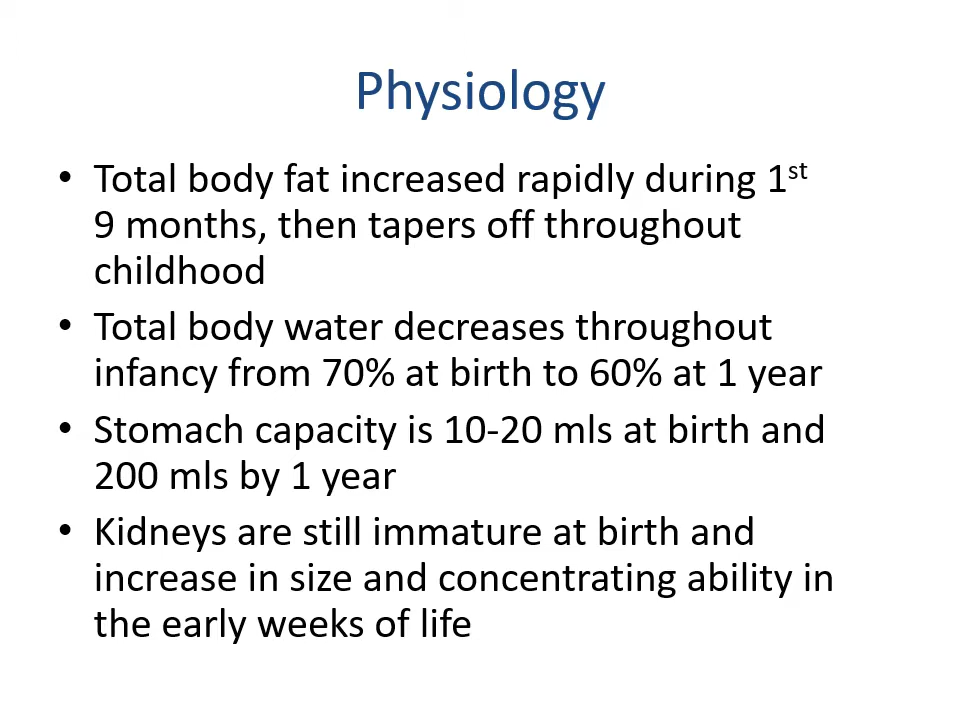 Physiology
• Total body fat increased rapidly during 1st
9 months, then tapers off throughout
childhood
• Total body water decreases throughout
infancy from 70% at birth to 60% at 1 year
• Stomach capacity is 10-20 mls at birth and
200 mls by 1 year
• Kidneys are still immature at birth and
increase in size and concentrating ability in
the early weeks of life